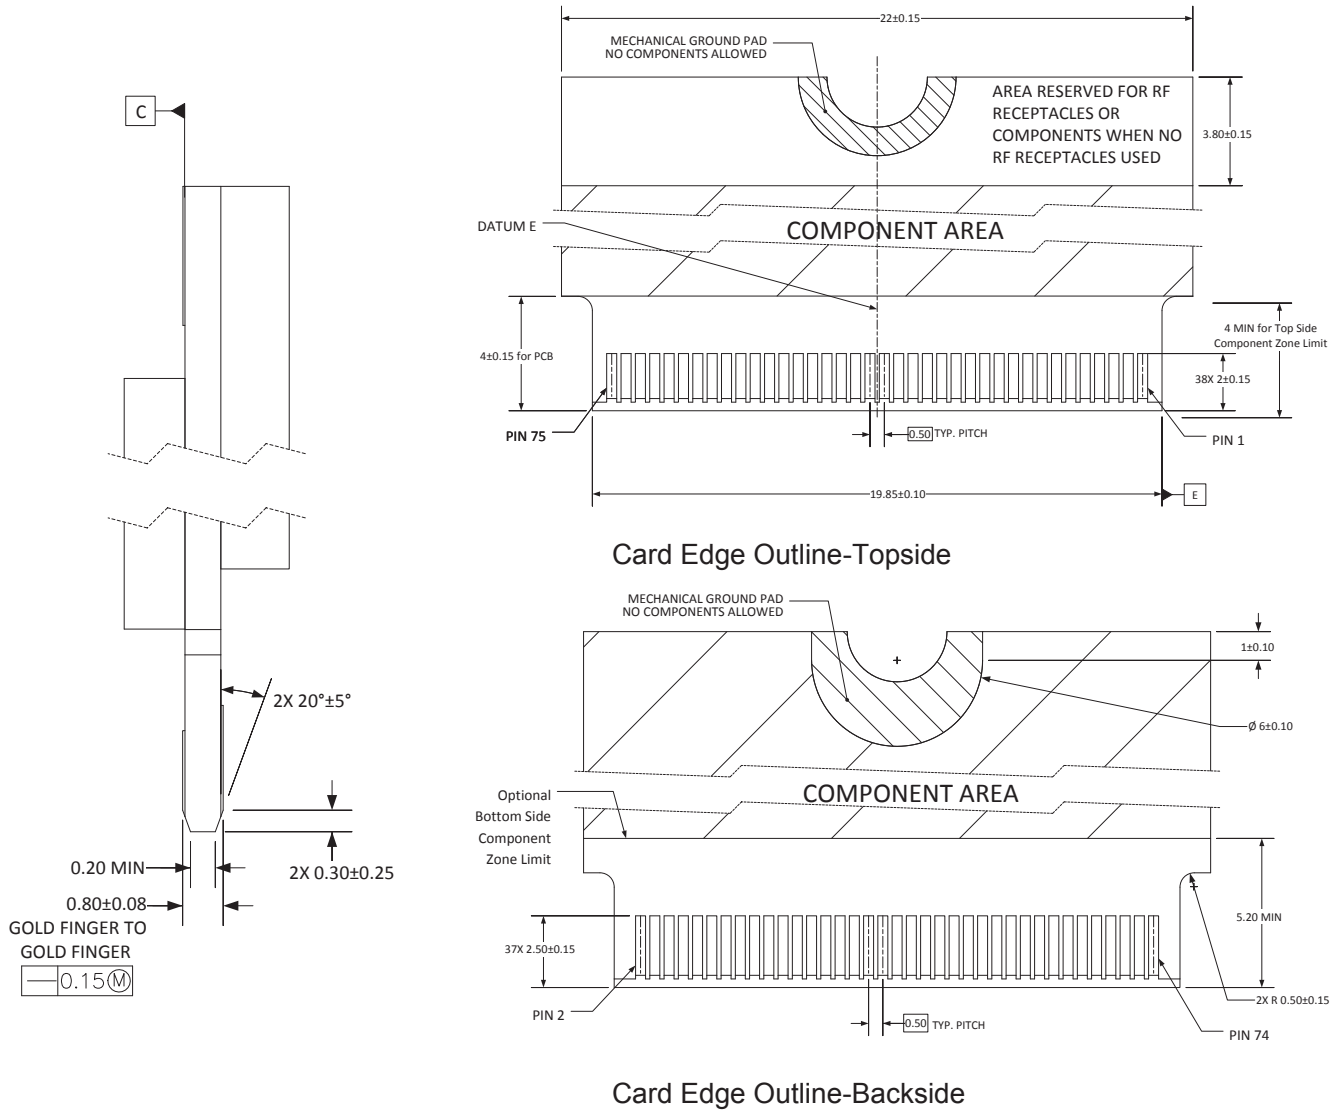 22±0.15
MECHANICAL GROUND PAD
NO COMPONENTS ALLOWED
AREA RESERVED FOR RF
RECEPTACLES OR
COMPONENTS WHEN NO
RF RECEPTACLES USED
3.80±0.15
C
DATUM E
COMPONENT AREA
4±0.15 for PCB
4 MIN for Top Side
Component Zone Limit
38X 2±0.15
PIN 75
0.50 TYP. PITCH
PIN 1
19.85±0.10
E
Card Edge Outline-Topside
MECHANICAL GROUND PAD
NO COMPONENTS ALLOWED
1±0.10
Ø 6±0.10
Optional
Bottom Side
Component
Zone Limit
COMPONENT AREA
5.20 MIN
37X 2.50±0.15
PIN 2
0.50 TYP. PITCH
2X R 0.50±0.15
PIN 74
Card Edge Outline-Backside
2X 20°±5°
0.20 MIN
2X 0.30±0.25
0.80±0.08
GOLD FINGER TO
GOLD FINGER
0.15Ⓜ